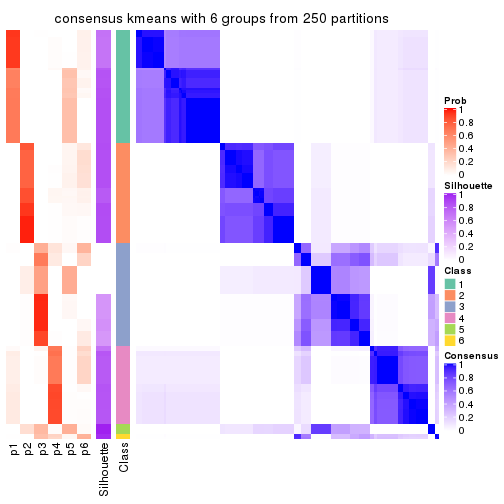 consensus kmeans with 6 groups from 250 partitions
Prob
1
0.8
0.6
0.4
0.2
0
Silhouette
1
0.8
0.6
0.4
0.2
0
Class
1
2
3
4
5
6
Consensus
1
0.8
0.6
0.4
0.2
0
p1
p2
p3
p4
p5
p6
Silhouette
Class